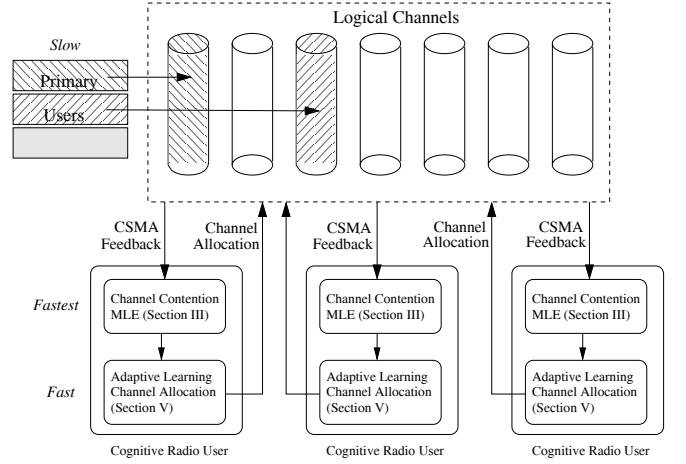 Logical Channels
Slow
Primary
Users
CSMA
Feedback
Channel
Allocation
CSMA
Feedback
Channel
Allocation
CSMA
Feedback
Fastest
Channel Contention
MLE (Section III)
Channel Contention
MLE (Section III)
Channel Contention
MLE (Section III)
Fast
Adaptive Learning
Channel Allocation
(Section V)
Adaptive Learning
Channel Allocation
(Section V)
Adaptive Learning
Channel Allocation
(Section V)
Cognitive Radio User
Cognitive Radio User
Cognitive Radio User